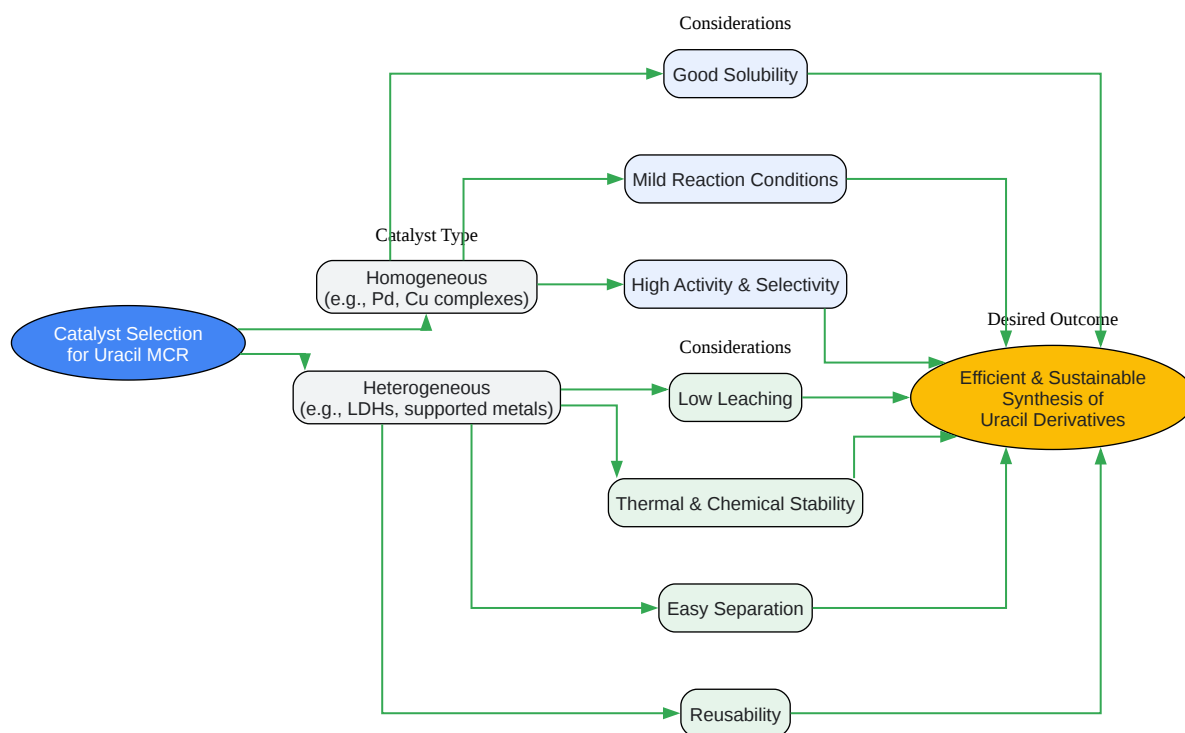 Considerations
Good Solubility
Mild Reaction Conditions
Catalyst Type
Homogeneous
(e.g., Pd, Cu complexes)
High Activity & Selectivity
Catalyst Selection
for Uracil MCR
Desired Outcome
Considerations
Heterogeneous
(e.g., LDHs, supported metals)
Low Leaching
Efficient & Sustainable
Synthesis of
Uracil Derivatives
Thermal & Chemical Stability
Easy Separation
Reusability